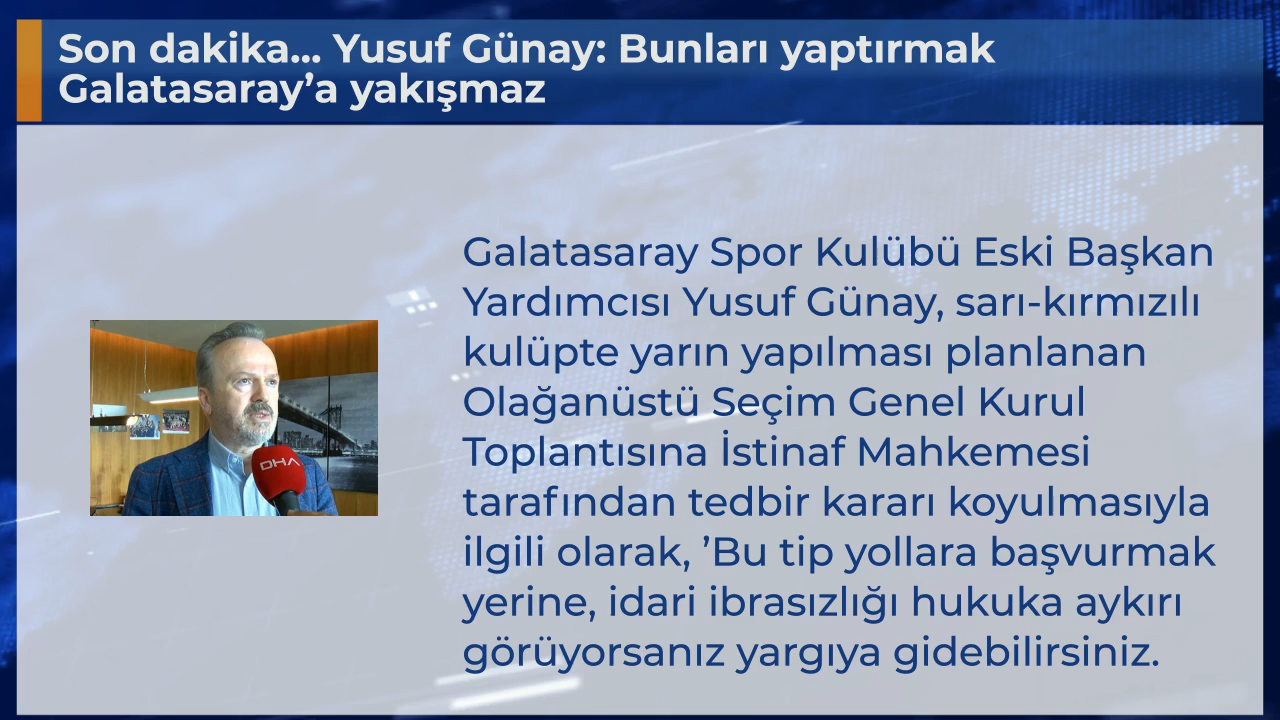 Son dakika... Yusuf Günay: Bunları yaptırmak
Galatasaray’a yakışmaz
Galatasaray Spor Kulübü Eski Başkan
Yardımcısı Yusuf Günay, sarı-kırmızılı
kulüpte yarın yapılması planlanan
Olağanüstü Seçim Genel Kurul
Toplantısına İstinaf Mahkemesi
tarafından tedbir kararı koyulmasıyla
ilgili olarak, ’Bu tip yollara başvurmak
yerine, idari ibrasızlığı hukuka aykırı
görüyorsanız yargıya gidebilirsiniz.
DHA